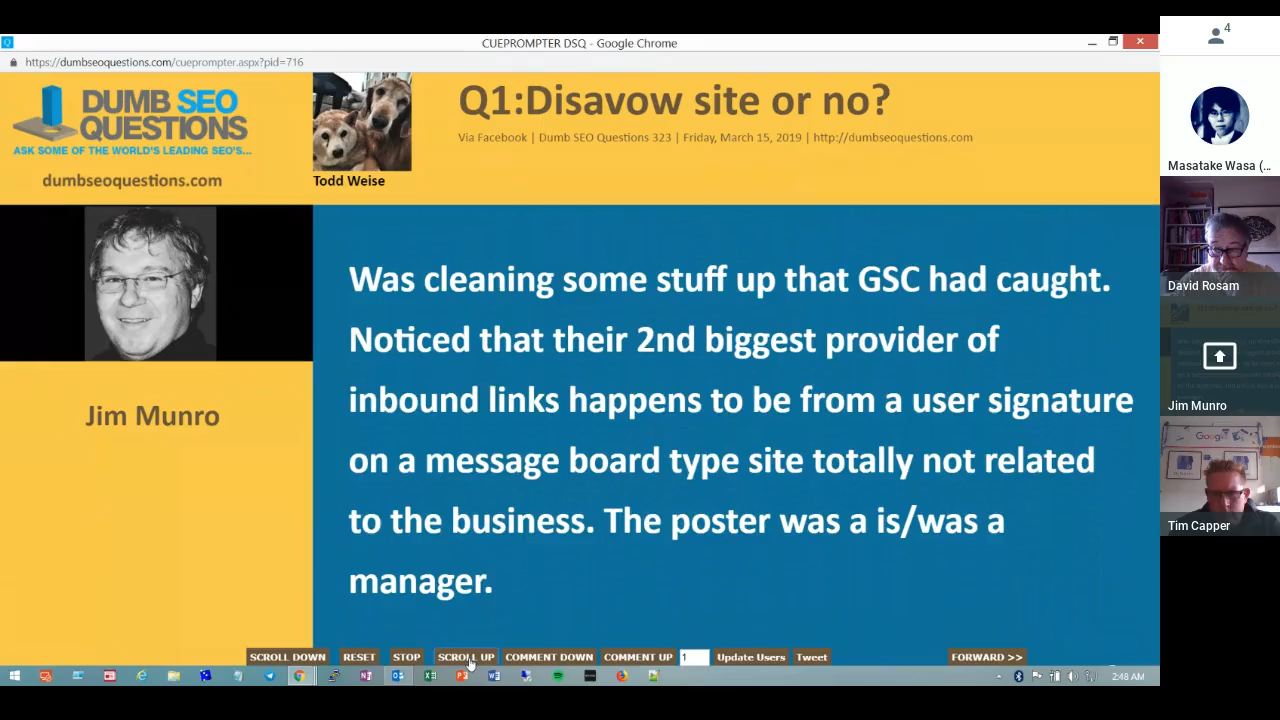 CUEPROMPTER DSQ - Google Chrome
https://dumbseoquestions.com/cueprompter.aspx?pid=716
DUMB SEO
QUESTIONS
ASK SOME OF THE WORLD'S LEADING SEO'S...
dumbseoquestions.com
Todd Weise
Q1:Disavow site or no?
Via Facebook | Dumb SEO Questions 323 | Friday, March 15, 2019 | http://dumbseoquestions.com
Jim Munro
Was cleaning some stuff up that GSC had caught.
Noticed that their 2nd biggest provider of
inbound links happens to be from a user signature
on a message board type site totally not related
to the business. The poster was a is/was a
manager.
SCROLL DOWN RESET STOP SCROLL UP COMMENT DOWN COMMENT UP 1 Update Users Tweet FORWARD >>
2:48 AM
4
Masatake Wasa (...
David Rosam
Jim Munro
Google
Tim Capper